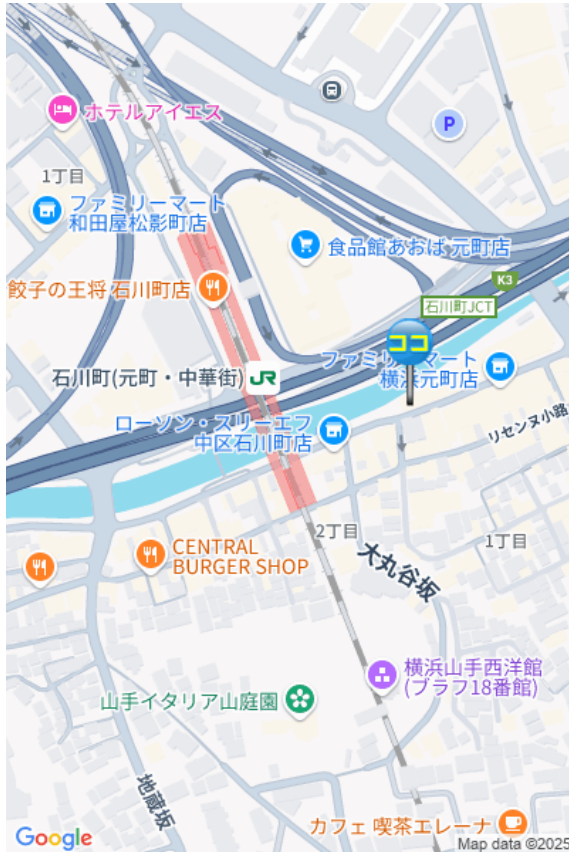 ホテルアイエス
P
1丁目
ファミリーマート
和田屋松影町店
食品館あおば 元町店
餃子の王将 石川町店
K3
石川町JCT
ココ
石川町(元町・中華街)
JR
ファミリーマート
横浜元町店
ローソン・スリーエフ
中区石川町店
リセンヌ小路
2丁目
1丁目
CENTRAL
BURGER SHOP
大丸谷坂
横浜山手西洋館
(ブラフ18番館)
山手イタリア山庭園
地蔵坂
カフェ 喫茶エレーナ
Google
Map data ©2025